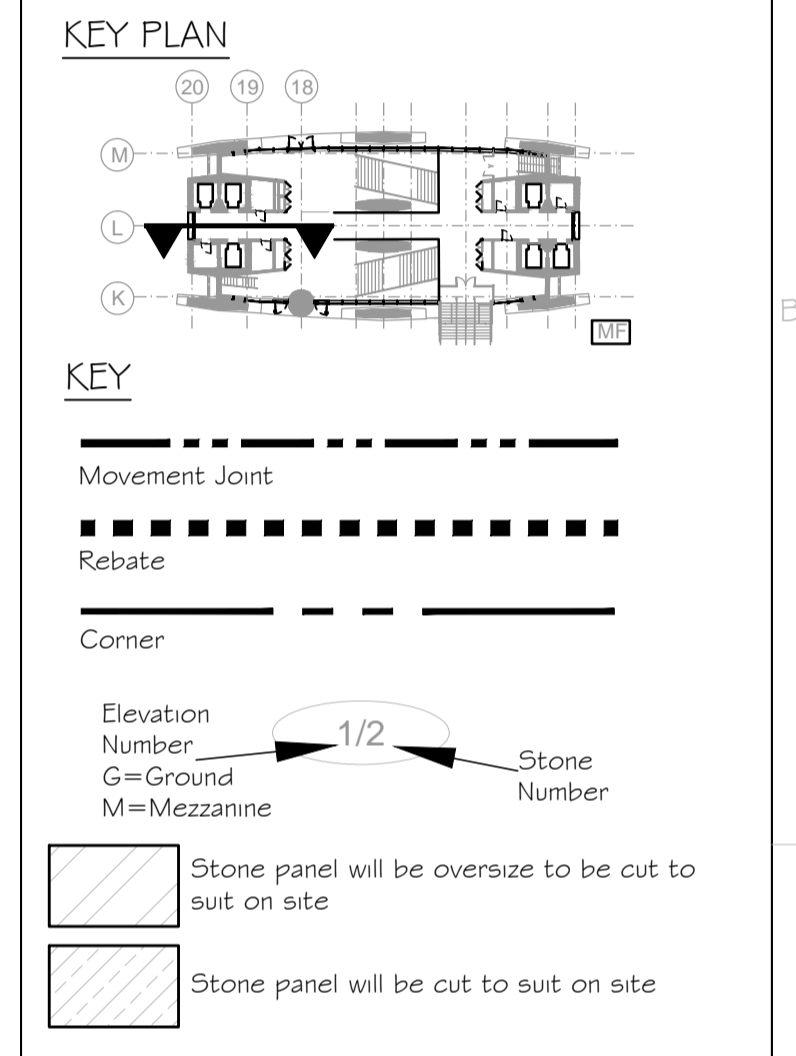 KEY PLAN
20 19 18
M
L
K
MF
B
KEY
Movement Joint
Rebate
Corner
Elevation
Number
G=Ground
M=Mezzanine
1/2
Stone
Number
Stone panel will be oversize to be cut to
suit on site
Stone panel will be cut to suit on site